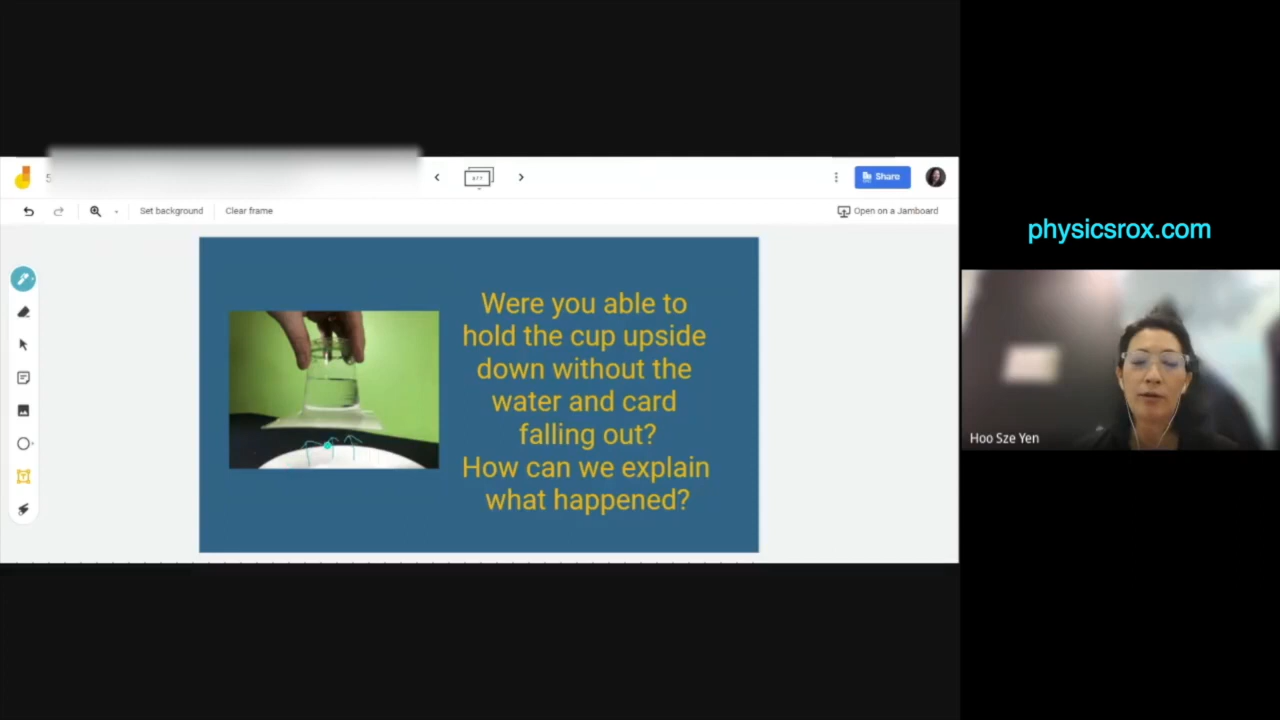 Share
Set background
Clear frame
Open on a Jamboard
Were you able to
hold the cup upside
down without the
water and card
falling out?
How can we explain
what happened?
physicsrox.com
Hoo Sze Yen